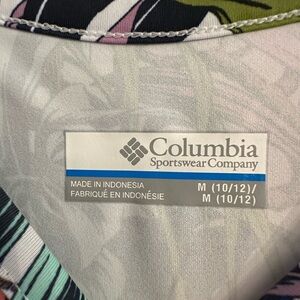 Columbia
Sportswear Company
MADE IN INDONESIA
FABRIQUÉ EN INDONÉSIE
M (10/12)/
M (10/12)